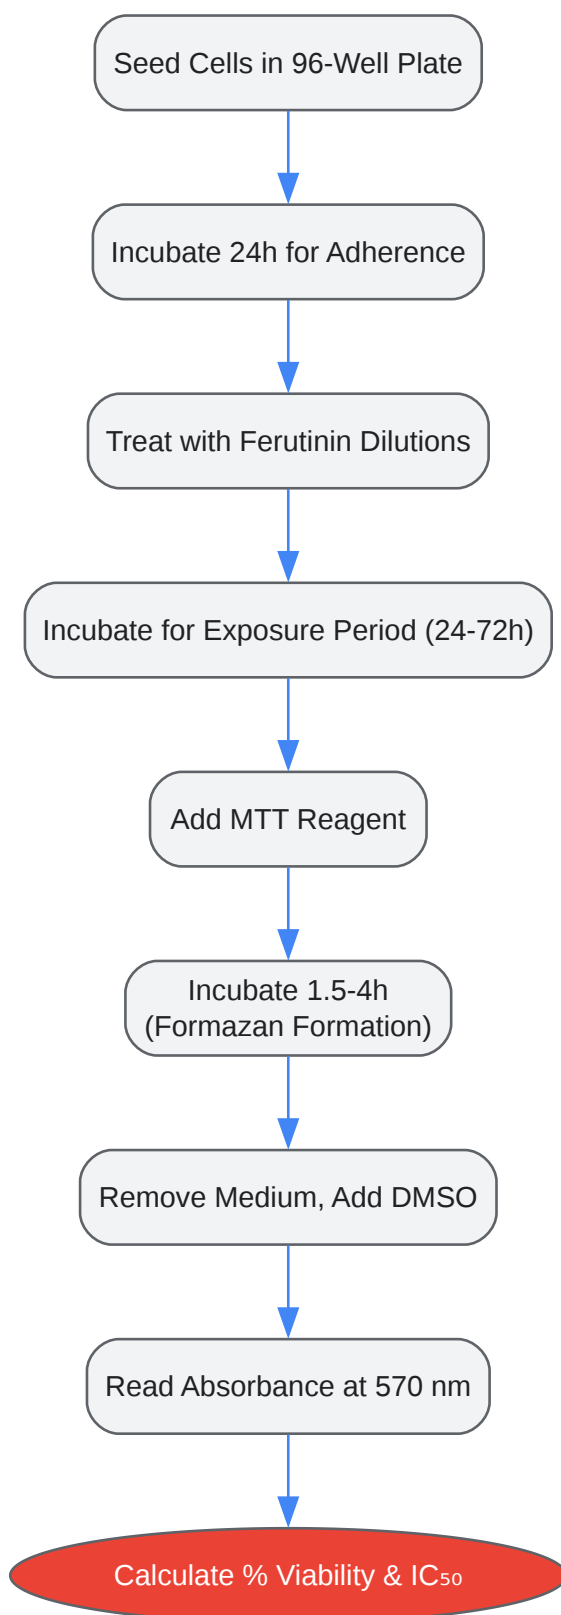 Seed Cells in 96-Well Plate
Incubate 24h for Adherence
Treat with Ferutinin Dilutions
Incubate for Exposure Period (24-72h)
Add MTT Reagent
Incubate 1.5-4h
(Formazan Formation)
Remove Medium, Add DMSO
Read Absorbance at 570 nm
Calculate % Viability & IC₅₀